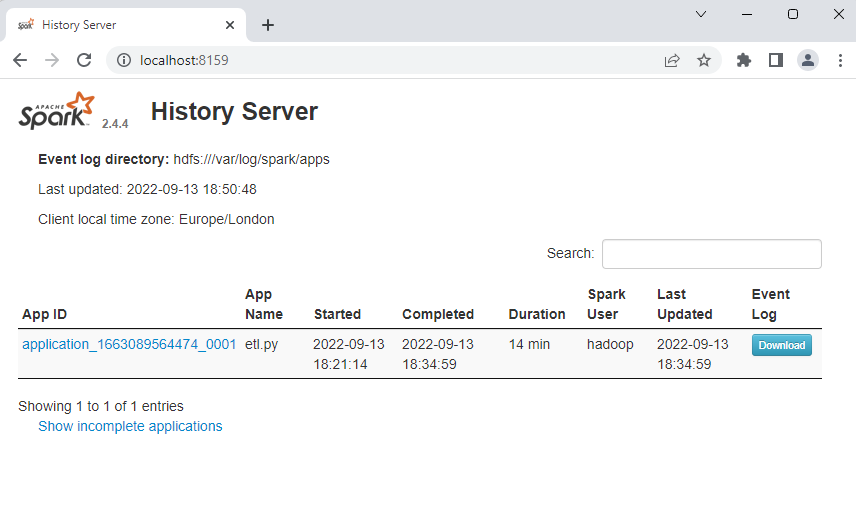 History Server
localhost:8159
APACHE
Spark 2.4.4 History Server
Event log directory: hdfs:///var/log/spark/apps
Last updated: 2022-09-13 18:50:48
Client local time zone: Europe/London
Search:
App ID App Name Started Completed Duration Spark User Last Updated Event Log
application_1663089564474_0001 etl.py 2022-09-13 18:21:14 2022-09-13 18:34:59 14 min hadoop 2022-09-13 18:34:59 Download
Showing 1 to 1 of 1 entries
Show incomplete applications